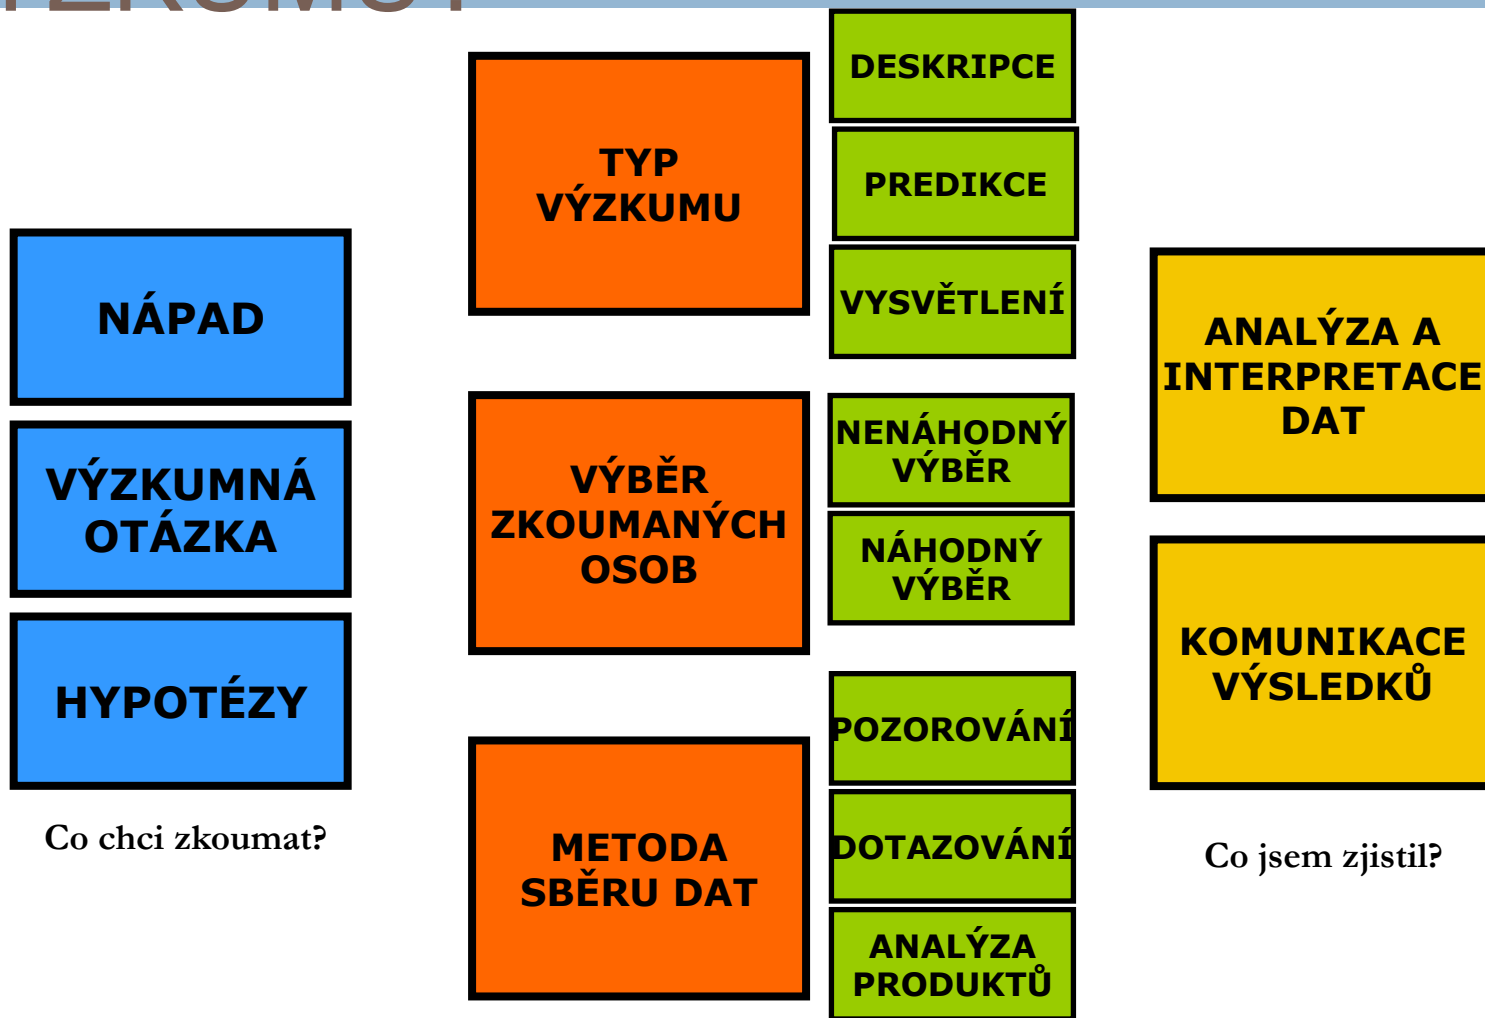 NÁPAD
VÝZKUMNÁ
OTÁZKA
HYPOTÉZY
Co chci zkoumat?
TYP
VÝZKUMU
DESKRIPCE
PREDIKCE
VYSVĚTLENÍ
VÝBĚR
ZKOUMANÝCH
OSOB
NENÁHODNÝ
VÝBĚR
NÁHODNÝ
VÝBĚR
METODA
SBĚRU DAT
POZOROVÁNÍ
DOTAZOVÁNÍ
ANALÝZA
PRODUKTŮ
ANALÝZA A
INTERPRETACE
DAT
KOMUNIKACE
VÝSLEDKŮ
Co jsem zjistil?